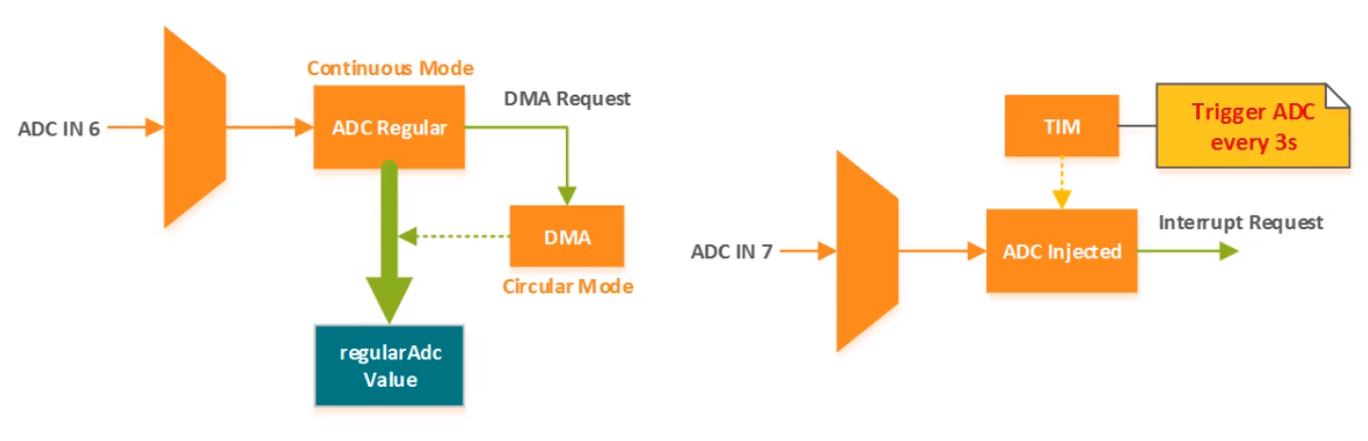 Continuous Mode
ADC IN 6
ADC Regular
DMA Request
DMA
Circular Mode
regularAdc
Value
TIM
Trigger ADC
every 3s
ADC IN 7
ADC Injected
Interrupt Request